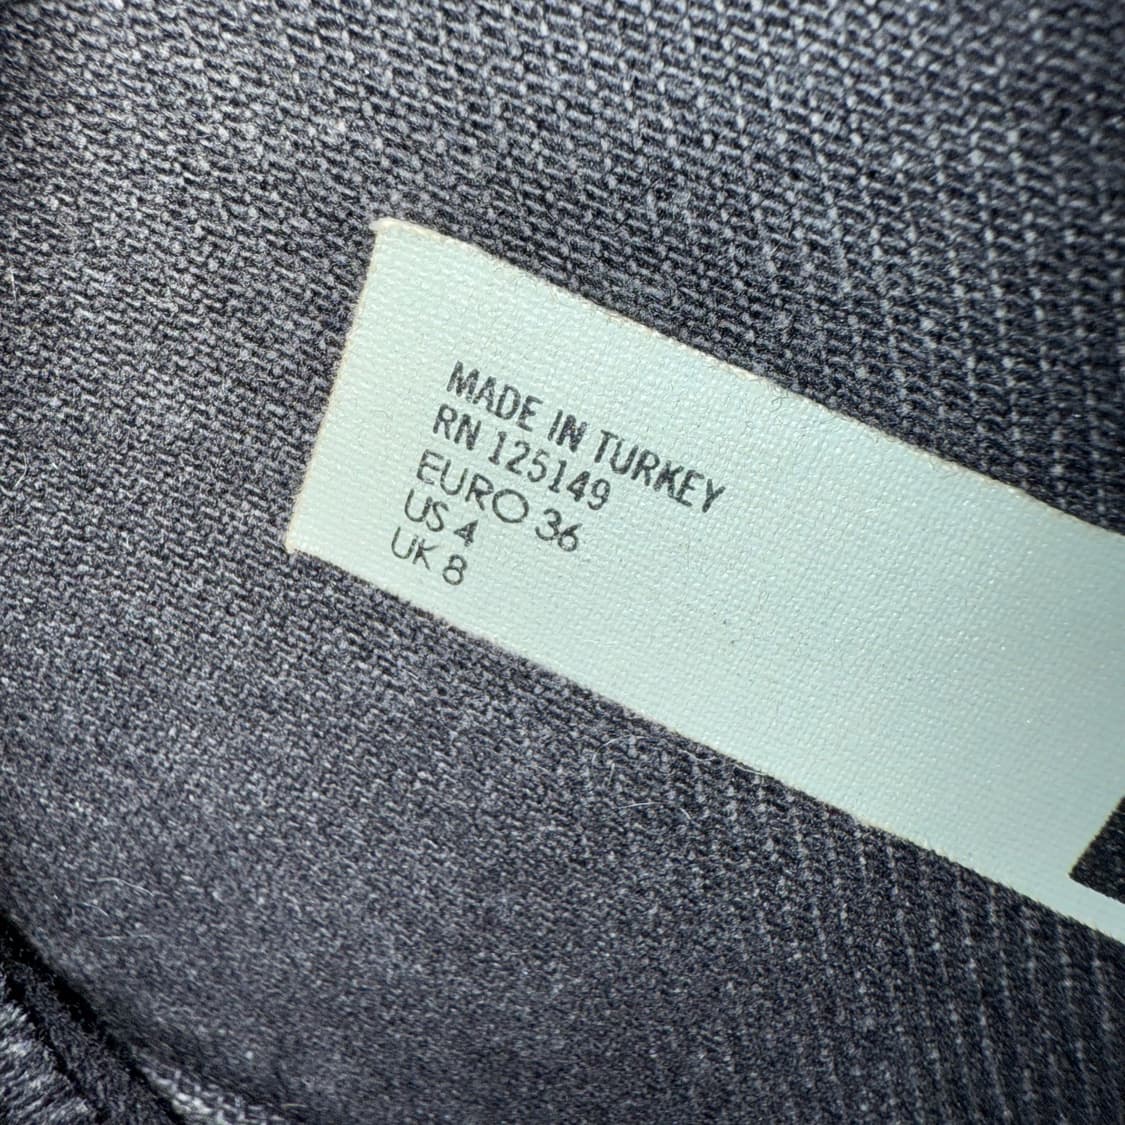 MADE IN TURKEY
RN 125149
EURO 36
US 4
UK 8